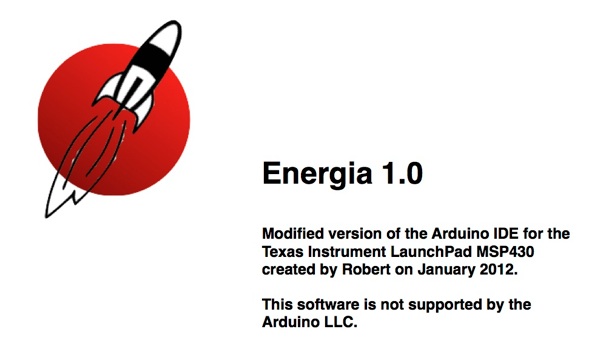 Energia 1.0
Modified version of the Arduino IDE for the
Texas Instrument LaunchPad MSP430
created by Robert on January 2012.
This software is not supported by the
Arduino LLC.